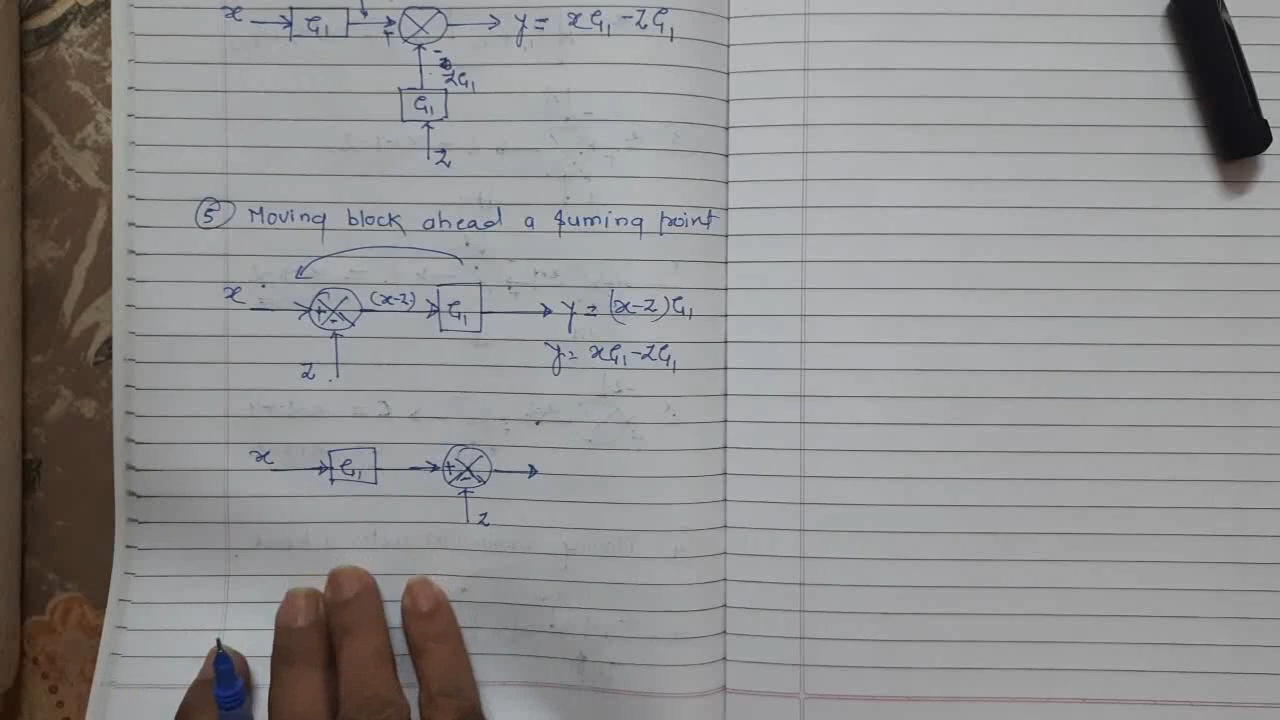 x G₁ + y = xG₁ - ZG₁
-
ZG₁
G₁
Z
5 Moving block ahead a suming point
x + - (x-z) G₁ y = (x-z)G₁
Z y = xG₁ - ZG₁
x G₁ + -
z